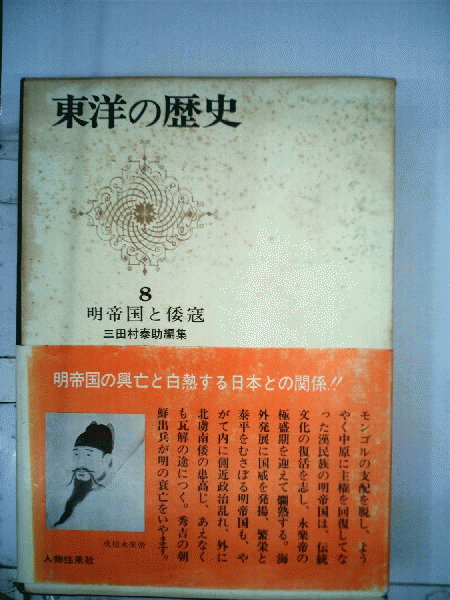 東洋の歴史
8
明帝国と倭寇
三田村泰助編集
明帝国の興亡と白熱する日本との関係!!
モンゴルの支配を脱し、よう
やく中原に主権を回復してな
った漢民族の明帝国は、伝統
文化の復活を志し、永楽帝の
極盛期を迎えて爛熟する。海
外発展に国威を発揚、繁栄と
泰平をむさぼる明帝国も、や
がて内に側近政治乱れ、外に
北虜南倭の患高じ、あえなく
も瓦解の途につく。秀吉の朝
鮮出兵が明の衰亡をいやます。
成祖永楽帝
人物往来社